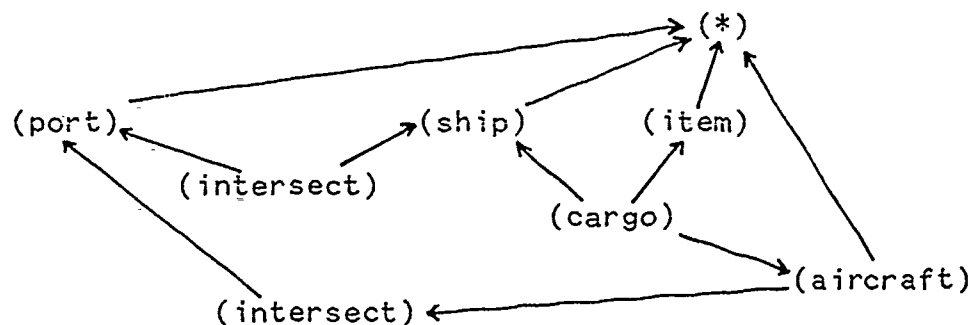 (*)
(port) (ship) (item)
(intersect)
(cargo)
(aircraft)
(intersect)